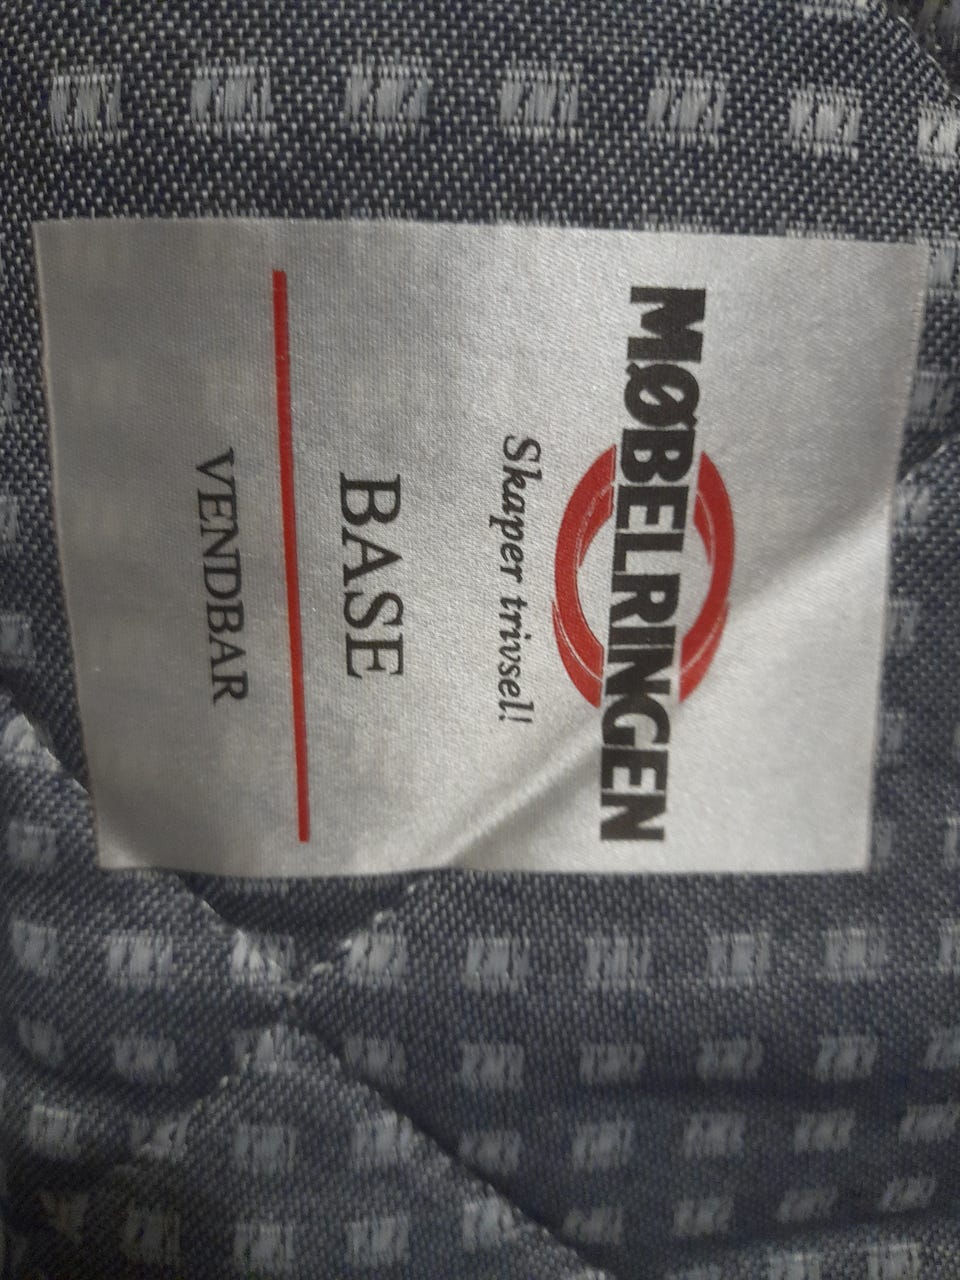 MØBELRINGEN
Skaper trivsel!
BASE
VENDBAR